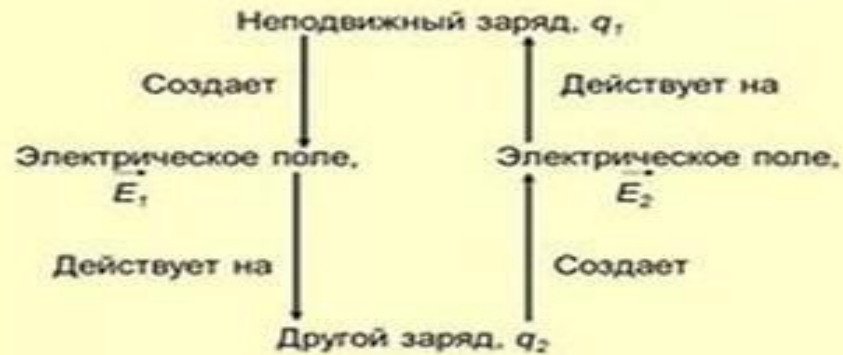 Неподвижный заряд, q₁
Создает
Действует на
Электрическое поле,
E₁
Электрическое поле,
E₂
Действует на
Создает
Другой заряд, q₂